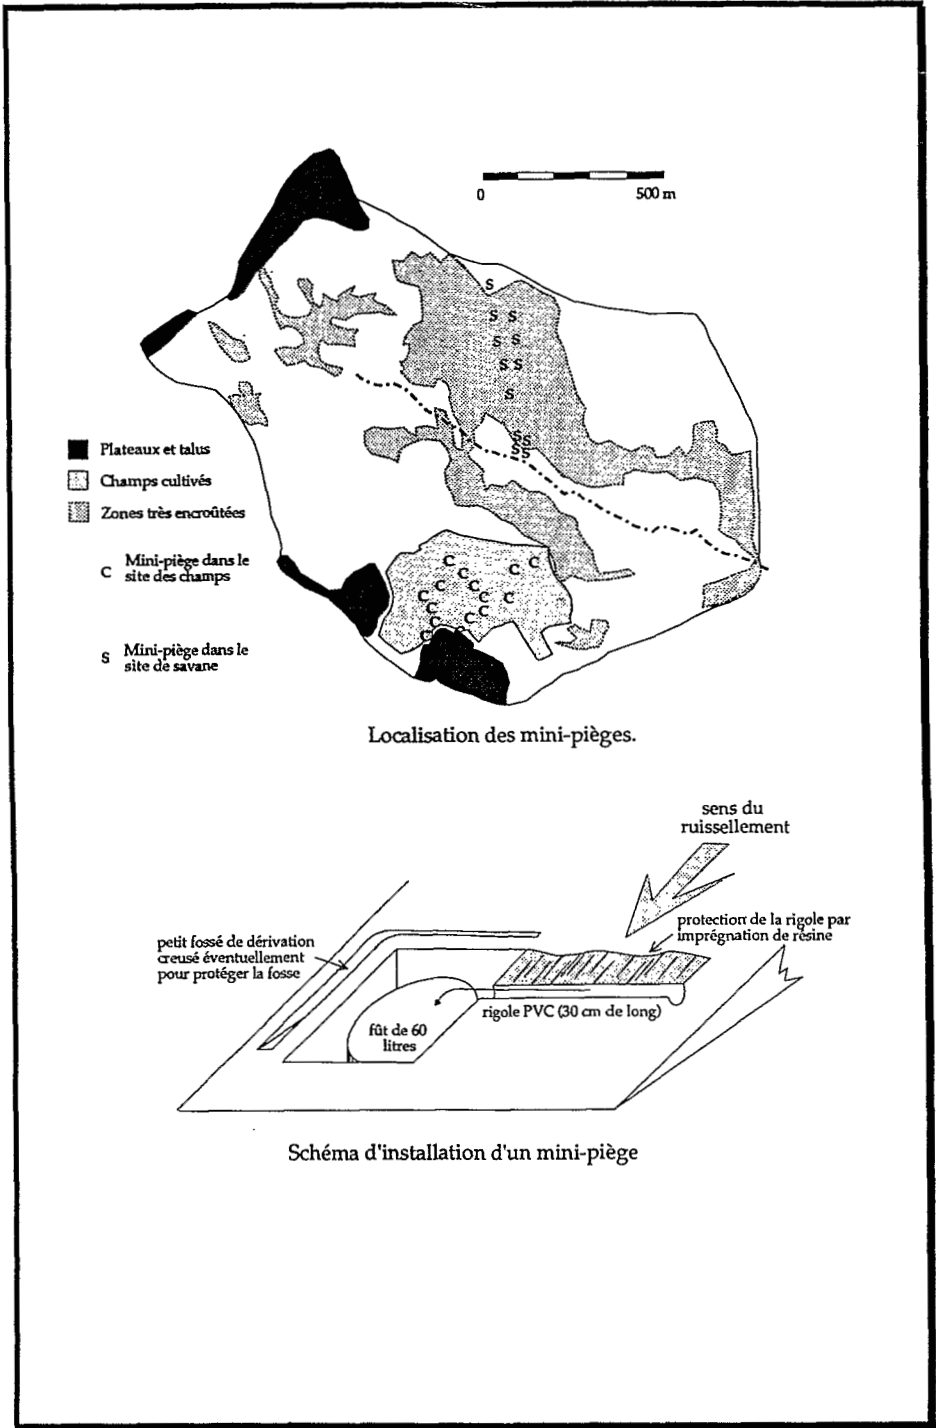 0
500 m
S
S S
S S
S S
S
S S
S S
Plateaux et talus
Champs cultivés
Zones très encroûtées
C Mini-piège dans le
site des champs
S Mini-piège dans le
site de savane
C
C
C
C
C
C
C
C
C
C
C
C
C
C
Localisation des mini-pièges.
sens du
ruissellement
protection de la rigole par
imprégnation de résine
petit fossé de dérivation
creusé éventuellement
pour protéger la fosse
rigole PVC (30 cm de long)
fût de 60
litres
Schéma d'installation d'un mini-piège